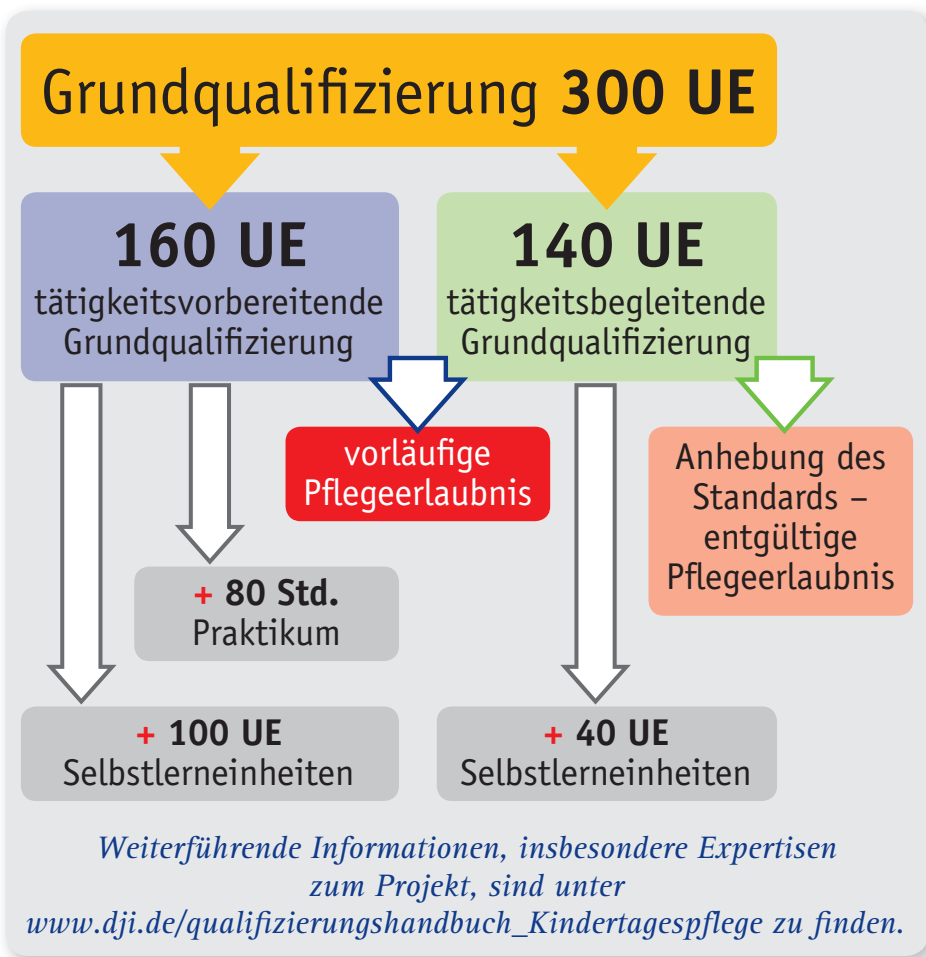 Grundqualifizierung 300 UE
160 UE
tätigkeitsvorbereitende
Grundqualifizierung
140 UE
tätigkeitsbegleitende
Grundqualifizierung
vorläufige
Pflegeerlaubnis
Anhebung des
Standards –
entgültige
Pflegeerlaubnis
+ 80 Std.
Praktikum
+ 100 UE
Selbstlerneinheiten
+ 40 UE
Selbstlerneinheiten
Weiterführende Informationen, insbesondere Expertisen
zum Projekt, sind unter
www.dji.de/qualifizierungshandbuch_Kindertagespflege zu finden.